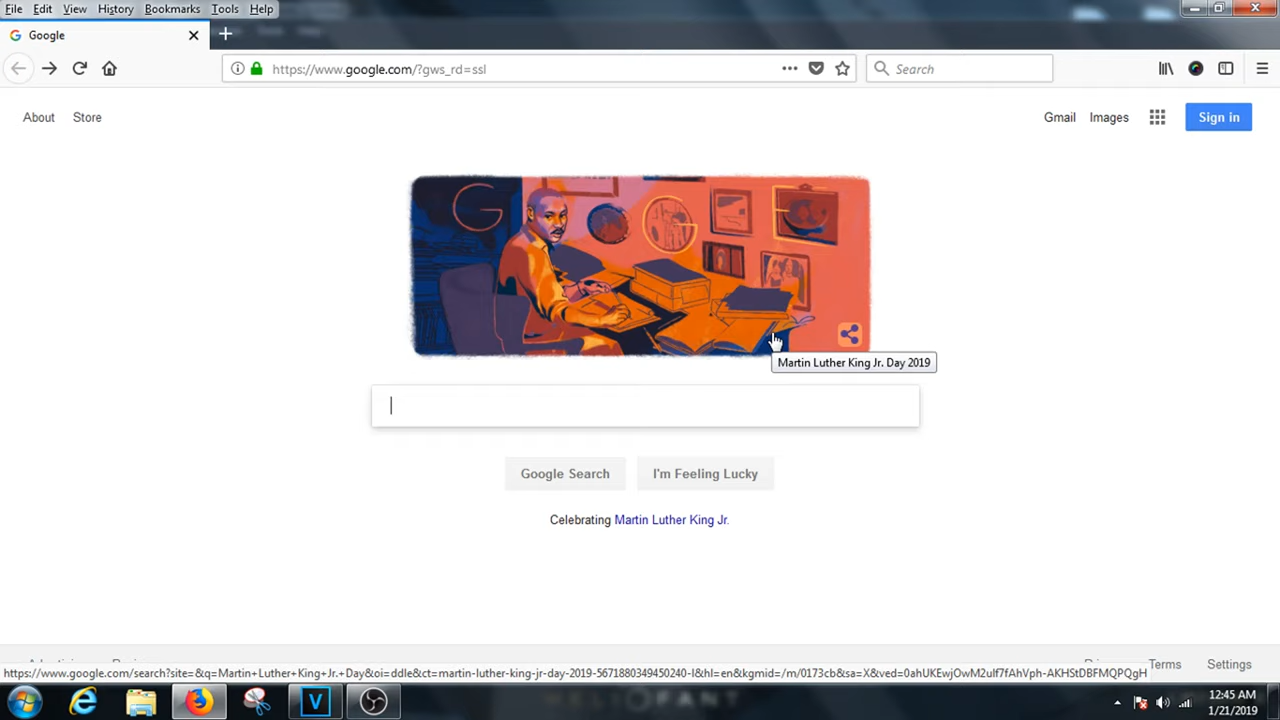 File Edit View History Bookmarks Tools Help
Google
https://www.google.com/?gws_rd=ssl
Search
About Store
Gmail Images Sign in
Martin Luther King Jr. Day 2019
Google Search I'm Feeling Lucky
Celebrating Martin Luther King Jr.
Terms Settings
https://www.google.com/search?site=&q=Martin+Luther+King+Jr.+Day&oi=ddle&ct=martin-luther-king-jr-day-2019-5671880349450240-l&hl=en&kgmid=/m/0173cb&sa=X&ved=0ahUKEwjOwM2ulf7fAhVph-AKHStDBFMQPQgH
12:45 AM
1/21/2019